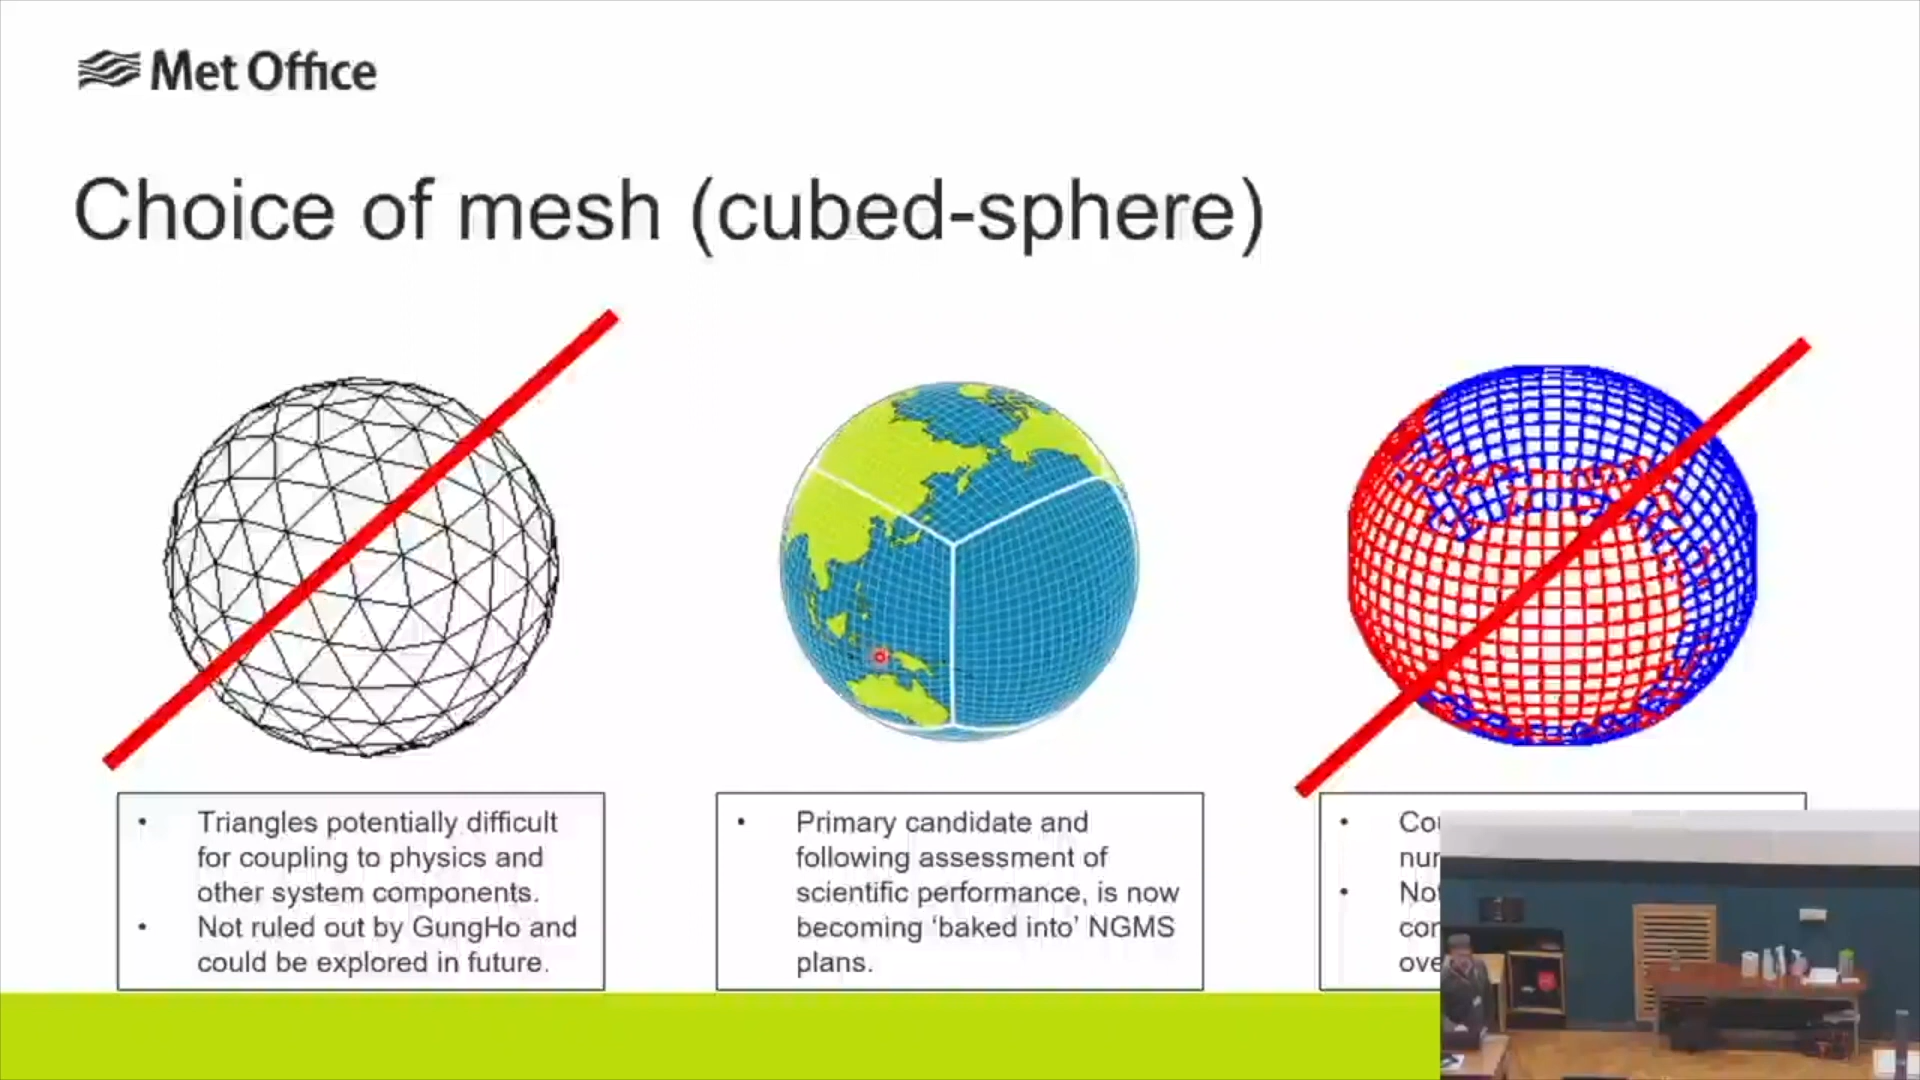 Met Office
Choice of mesh (cubed-sphere)
• Triangles potentially difficult
for coupling to physics and
other system components.
• Not ruled out by GungHo and
could be explored in future.
• Primary candidate and
following assessment of
scientific performance, is now
becoming ‘baked into’ NGMS
plans.
•
•